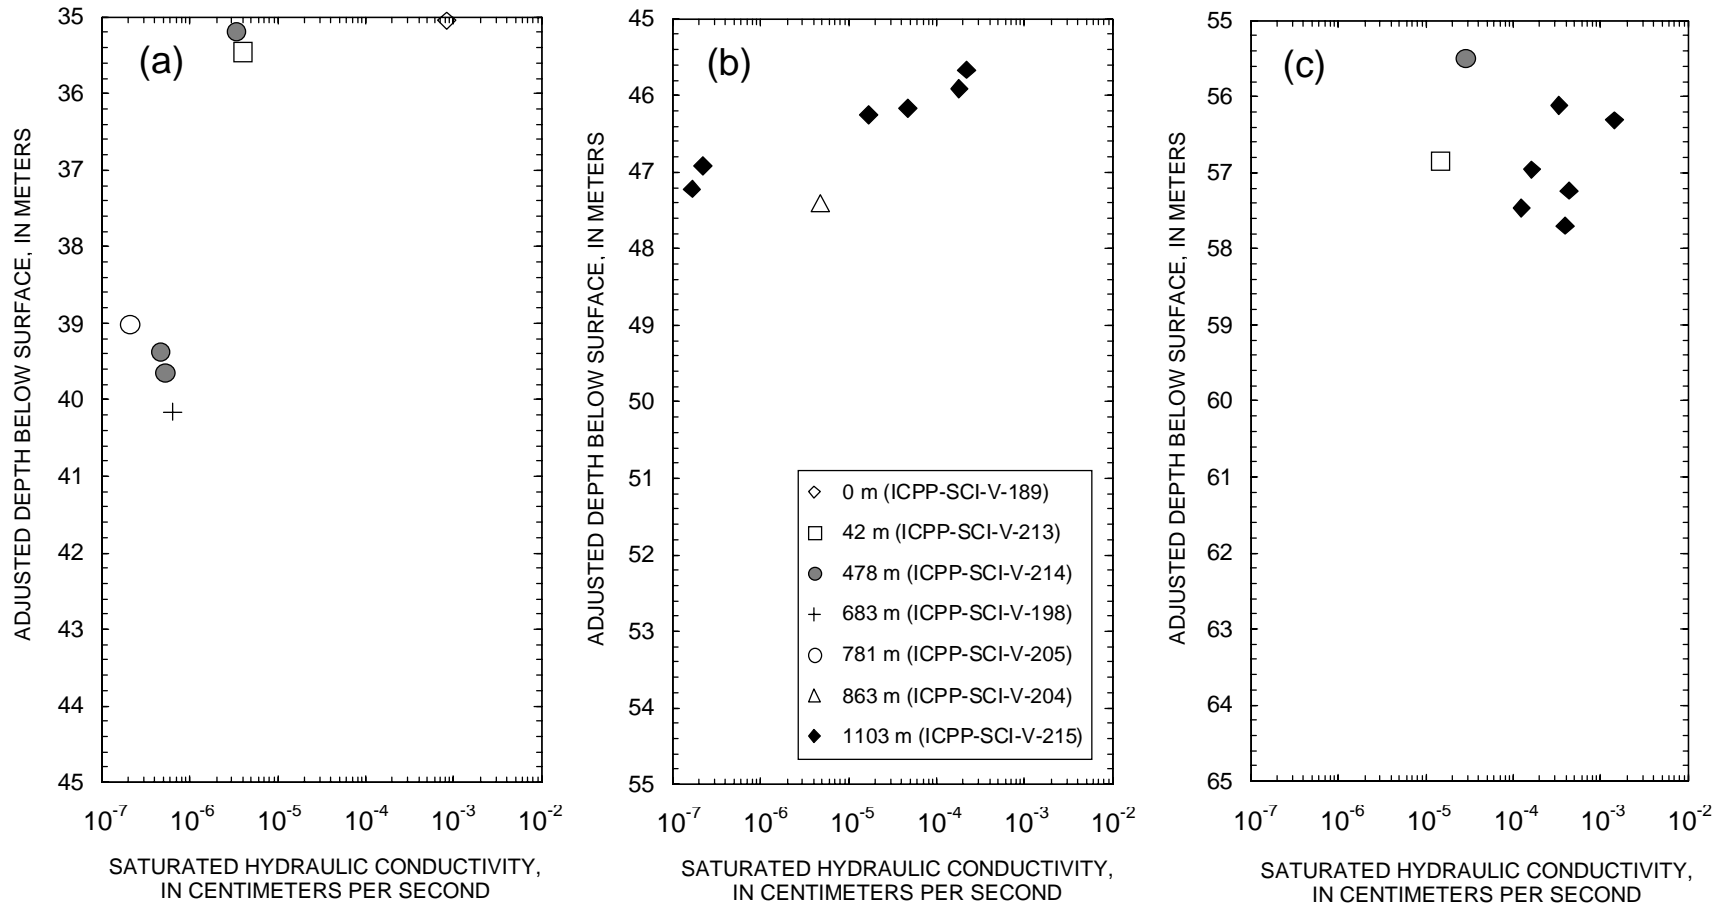 (a)
35
36
37
38
39
40
41
42
43
44
45
10-7 10-6 10-5 10-4 10-3 10-2
ADJUSTED DEPTH BELOW SURFACE, IN METERS
SATURATED HYDRAULIC CONDUCTIVITY,
IN CENTIMETERS PER SECOND
(b)
45
46
47
48
49
50
51
52
53
54
55
10-7 10-6 10-5 10-4 10-3 10-2
ADJUSTED DEPTH BELOW SURFACE, IN METERS
SATURATED HYDRAULIC CONDUCTIVITY,
IN CENTIMETERS PER SECOND
0 m (ICPP-SCI-V-189)
42 m (ICPP-SCI-V-213)
478 m (ICPP-SCI-V-214)
683 m (ICPP-SCI-V-198)
781 m (ICPP-SCI-V-205)
863 m (ICPP-SCI-V-204)
1103 m (ICPP-SCI-V-215)
(c)
55
56
57
58
59
60
61
62
63
64
65
10-7 10-6 10-5 10-4 10-3 10-2
ADJUSTED DEPTH BELOW SURFACE, IN METERS
SATURATED HYDRAULIC CONDUCTIVITY,
IN CENTIMETERS PER SECOND